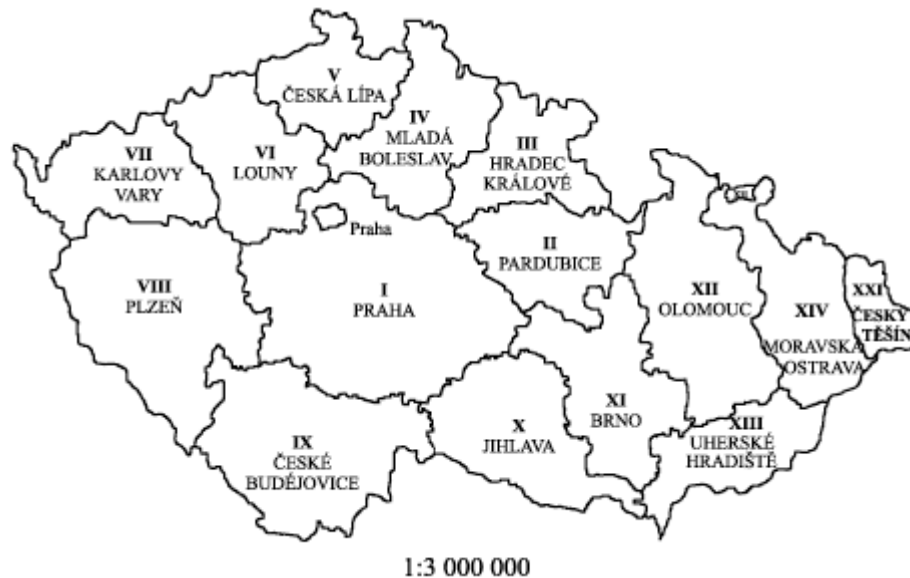 V
ČESKÁ LÍPA
IV
MLADÁ
BOLESLAV
III
HRADEC
KRÁLOVÉ
VII
KARLOVY
VARY
VI
LOUNY
Praha
II
PARDUBICE
VIII
PLZEŇ
I
PRAHA
XII
OLOMOUC
XIV
MORAVSKÁ
OSTRAVA
XXI
ČESKÝ
TĚŠÍN
IX
ČESKÉ
BUDĚJOVICE
X
JIHLAVA
XI
BRNO
XIII
UHERSKÉ
HRADIŠTĚ
1:3 000 000